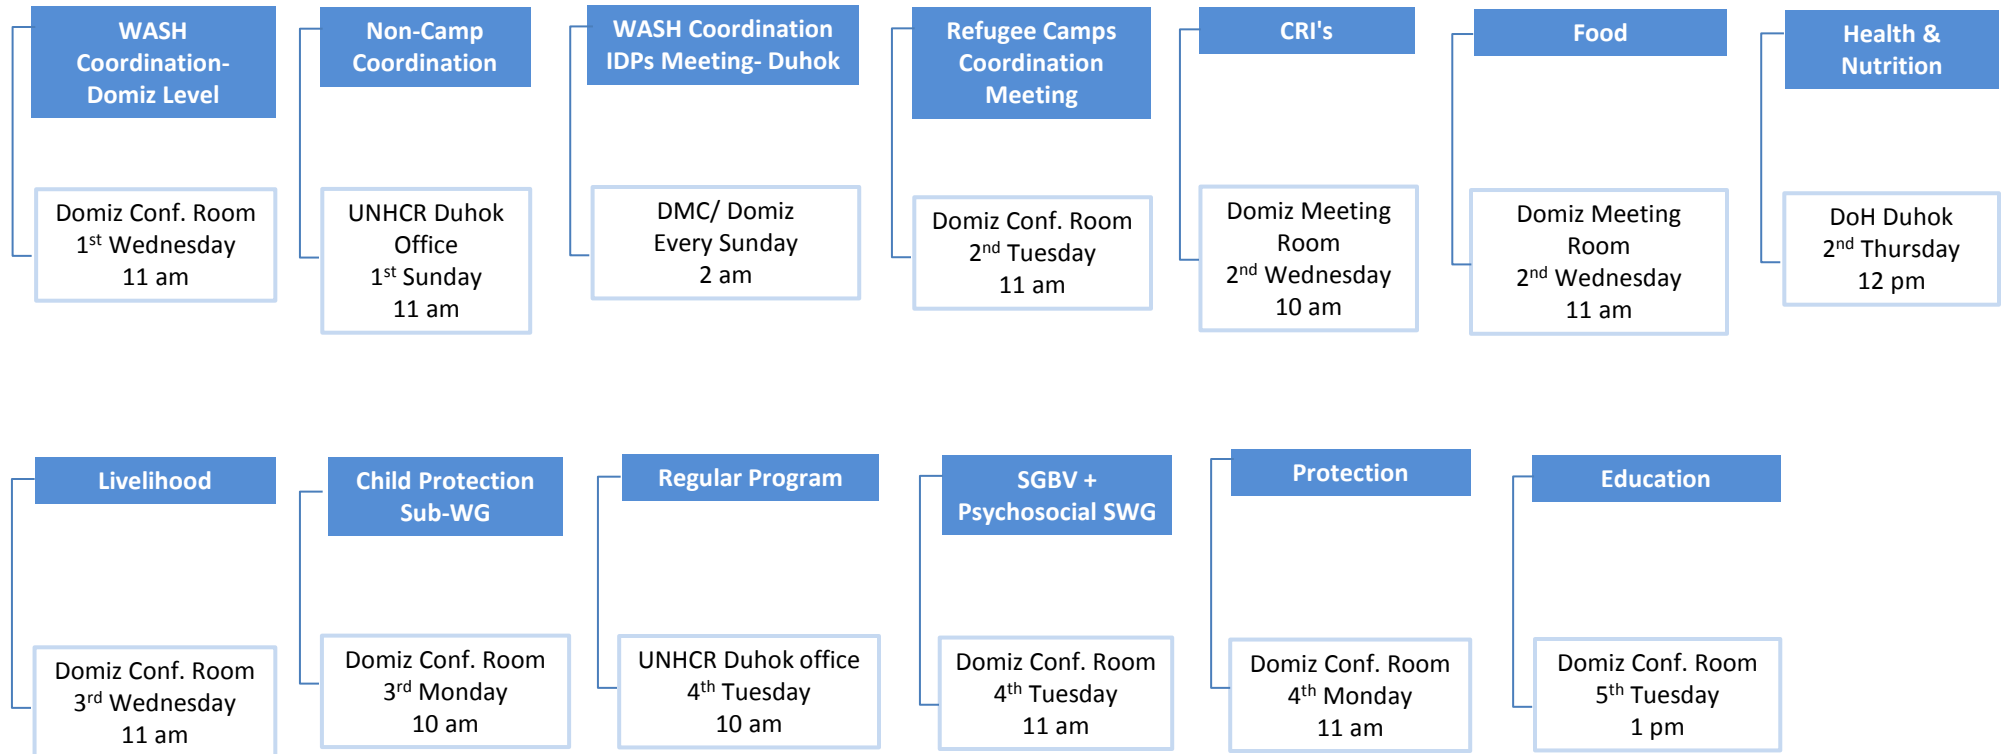 WASH
Coordination-
Domiz Level
Domiz Conf. Room
1st Wednesday
11 am
Non-Camp
Coordination
UNHCR Duhok
Office
1st Sunday
11 am
WASH Coordination
IDPs Meeting- Duhok
DMC/ Domiz
Every Sunday
2 am
Refugee Camps
Coordination
Meeting
Domiz Conf. Room
2nd Tuesday
11 am
CRI's
Domiz Meeting
Room
2nd Wednesday
10 am
Food
Domiz Meeting
Room
2nd Wednesday
11 am
Health &
Nutrition
DoH Duhok
2nd Thursday
12 pm
Livelihood
Domiz Conf. Room
3rd Wednesday
11 am
Child Protection
Sub-WG
Domiz Conf. Room
3rd Monday
10 am
Regular Program
UNHCR Duhok office
4th Tuesday
10 am
SGBV +
Psychosocial SWG
Domiz Conf. Room
4th Tuesday
11 am
Protection
Domiz Conf. Room
4th Monday
11 am
Education
Domiz Conf. Room
5th Tuesday
1 pm